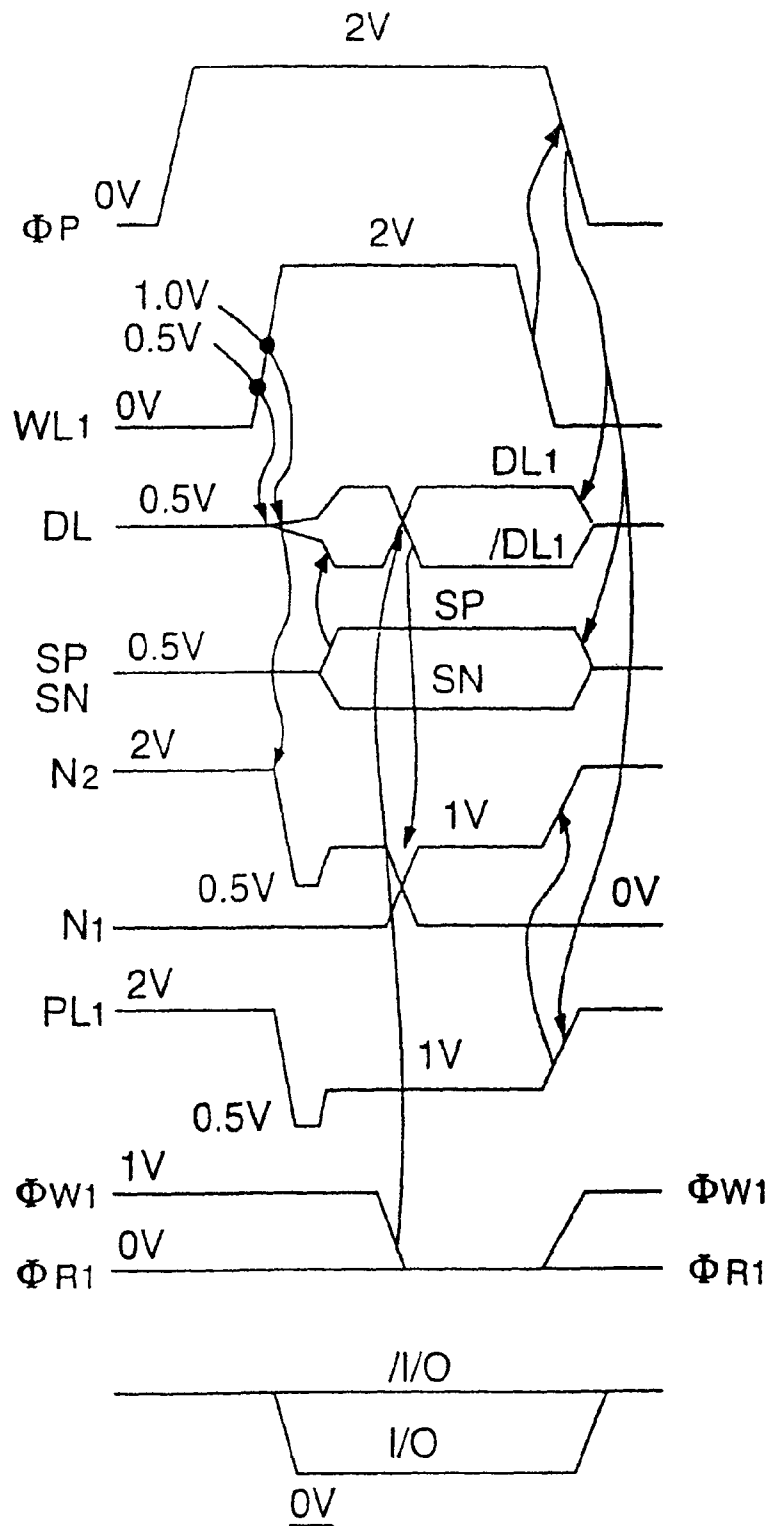 2V
0V
ΦP
2V
1.0V
0.5V
0V
WL1
DL1
0.5V
DL
/DL1
SP
0.5V
SP
SN
SN
2V
N2
1V
0.5V
0V
N1
2V
PL1
1V
0.5V
1V
ΦW1
ΦW1
0V
ΦR1
ΦR1
/I/O
I/O
0V